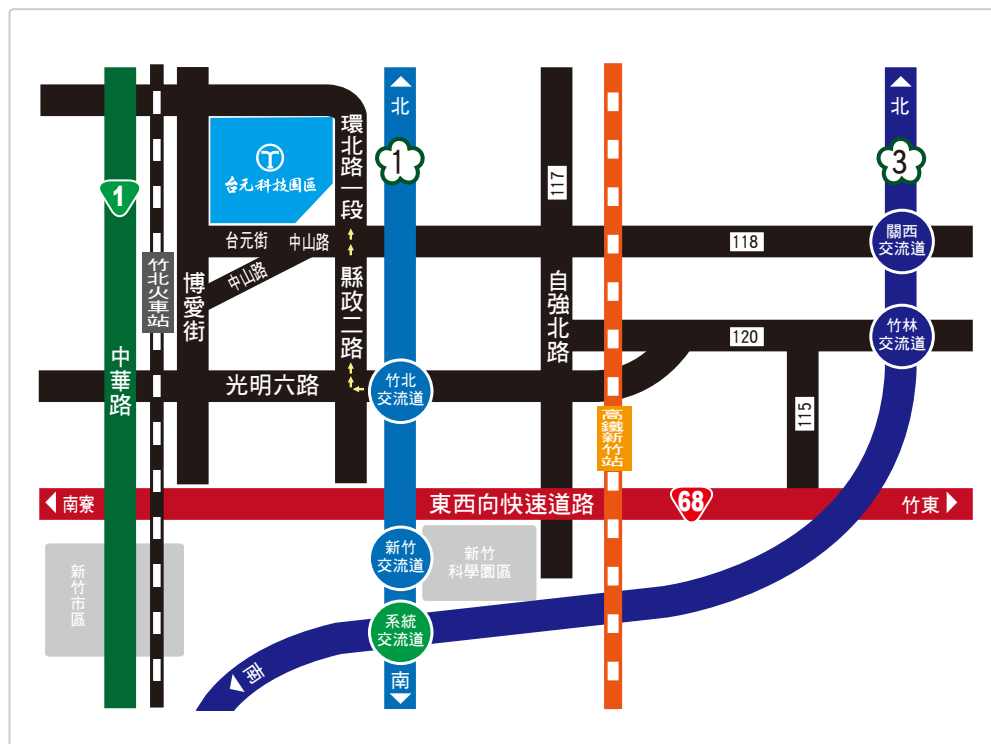 北
北
環北路一段
1
3
117
台元科技園區
1
台元街
中山路
118
關西
交流道
中山路
竹北火車站
博愛街
縣政二路
自強北路
竹林
交流道
120
中華路
光明六路
竹北
交流道
115
高鐵新竹站
南寮
東西向快速道路
68
竹東
新竹
交流道
新竹
科學園區
新竹市區
系統
交流道
南
南